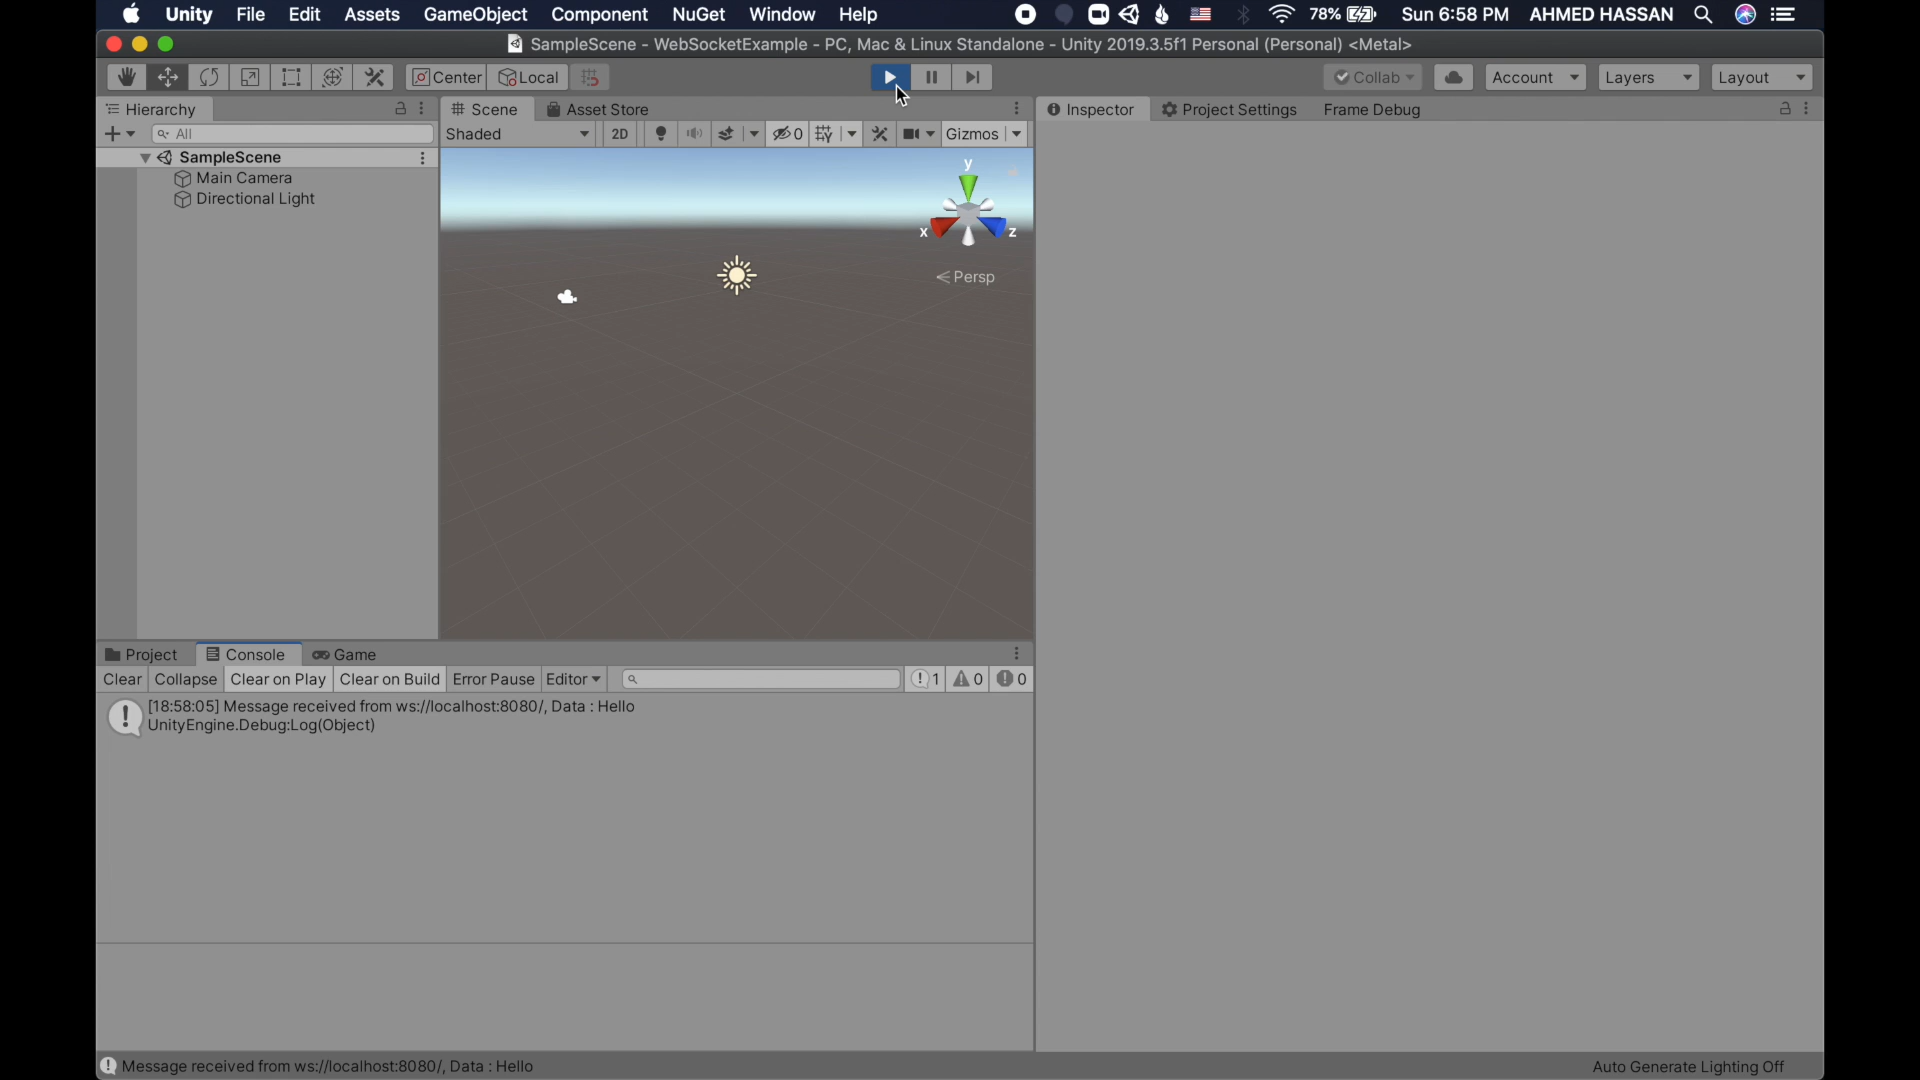 Unity File Edit Assets GameObject Component NuGet Window Help 78% Sun 6:58 PM AHMED HASSAN
SampleScene - WebSocketExample - PC, Mac & Linux Standalone - Unity 2019.3.5f1 Personal (Personal) <Metal>
Center Local Collab Account Layers Layout
Hierarchy Scene Asset Store Inspector Project Settings Frame Debug
All Shaded 2D 0 Gizmos
SampleScene
Main Camera
Directional Light
y
x z
Persp
Project Console Game
Clear Collapse Clear on Play Clear on Build Error Pause Editor 1 0 0
[18:58:05] Message received from ws://localhost:8080/, Data : Hello
UnityEngine.Debug:Log(Object)
Message received from ws://localhost:8080/, Data : Hello Auto Generate Lighting Off